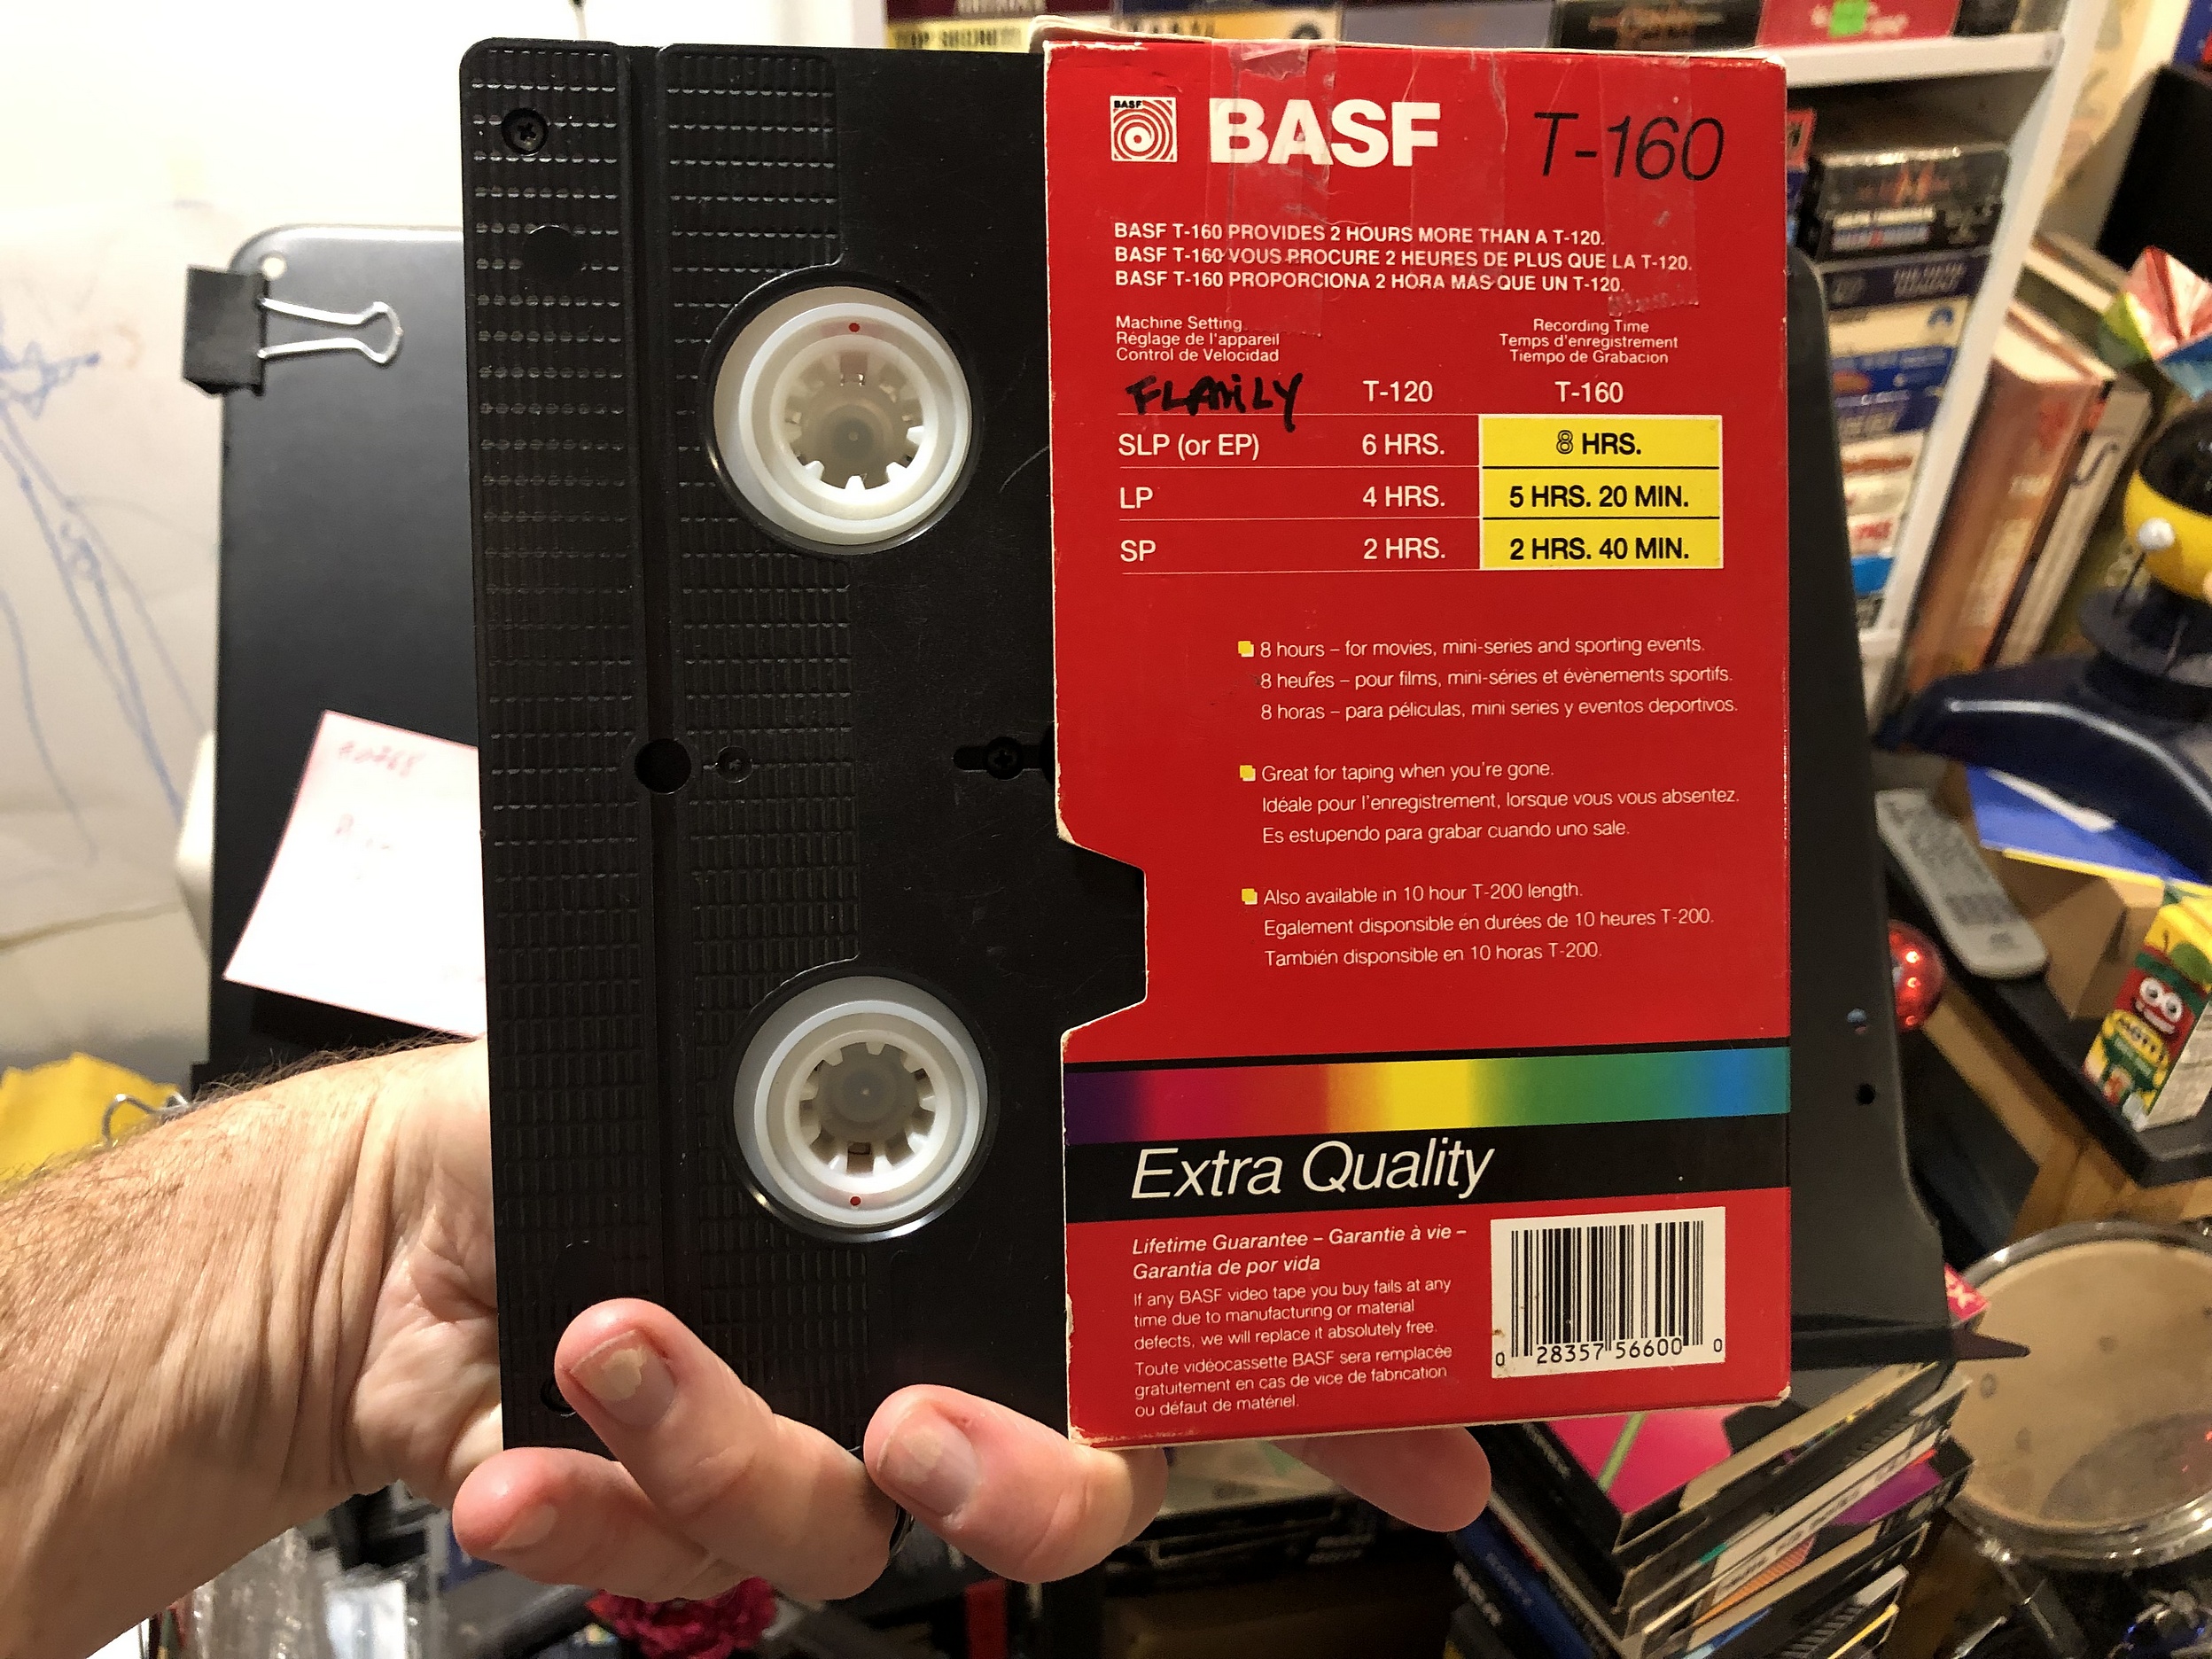 BASF
BASF T-160
BASF T-160 PROVIDES 2 HOURS MORE THAN A T-120.
BASF T-160 VOUS PROCURE 2 HEURES DE PLUS QUE LA T-120.
BASF T-160 PROPORCIONA 2 HORA MAS QUE UN T-120.
Machine Setting
Réglage de l'appareil
Control de Velocidad
Recording Time
Temps d'enregistrement
Tiempo de Grabacion
FLAMiLY T-120 T-160
SLP (or EP) 6 HRS. 8 HRS.
LP 4 HRS. 5 HRS. 20 MIN.
SP 2 HRS. 2 HRS. 40 MIN.
8 hours – for movies, mini-series and sporting events.
8 heures – pour films, mini-séries et évènements sportifs.
8 horas – para péliculas, mini series y eventos deportivos.
Great for taping when you're gone.
Idéale pour l'enregistrement, lorsque vous vous absentez.
Es estupendo para grabar cuando uno sale.
Also available in 10 hour T-200 length.
Egalement disponsible en durées de 10 heures T-200.
También disponsible en 10 horas T-200.
Extra Quality
Lifetime Guarantee – Garantie à vie –
Garantia de por vida
If any BASF video tape you buy fails at any
time due to manufacturing or material
defects, we will replace it absolutely free.
Toute vidéocassette BASF sera remplacée
gratuitement en cas de vice de fabrication
ou défaut de matériel.
0 28357 56600 0